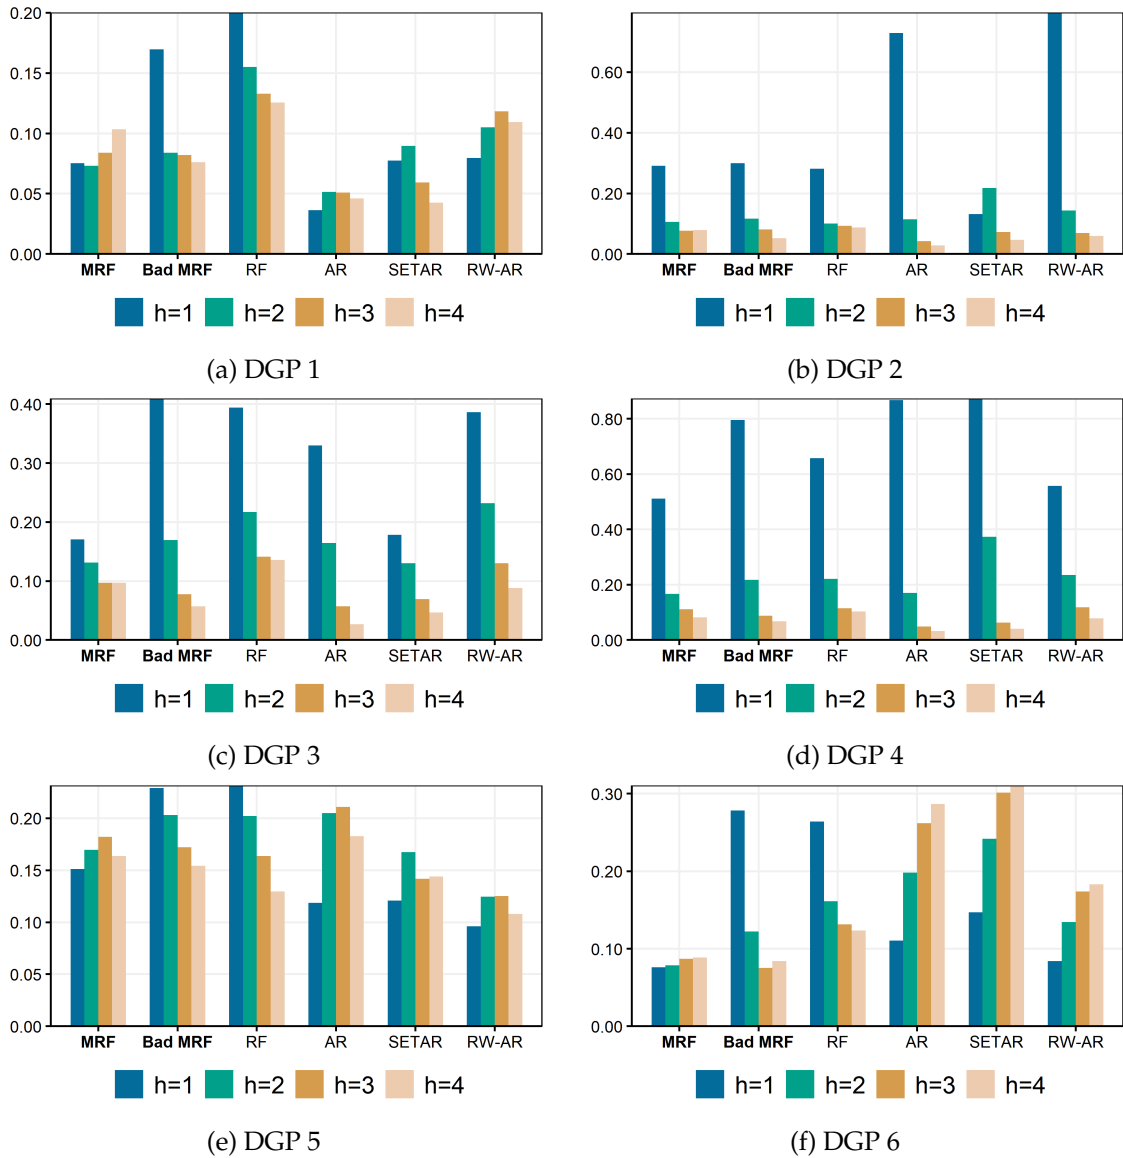 0.20
0.15
0.10
0.05
0.00
MRF Bad MRF RF AR SETAR RW-AR
h=1 h=2 h=3 h=4
(a) DGP 1
0.60
0.40
0.20
0.00
MRF Bad MRF RF AR SETAR RW-AR
h=1 h=2 h=3 h=4
(b) DGP 2
0.40
0.30
0.20
0.10
0.00
MRF Bad MRF RF AR SETAR RW-AR
h=1 h=2 h=3 h=4
(c) DGP 3
0.80
0.60
0.40
0.20
0.00
MRF Bad MRF RF AR SETAR RW-AR
h=1 h=2 h=3 h=4
(d) DGP 4
0.20
0.15
0.10
0.05
0.00
MRF Bad MRF RF AR SETAR RW-AR
h=1 h=2 h=3 h=4
(e) DGP 5
0.30
0.20
0.10
0.00
MRF Bad MRF RF AR SETAR RW-AR
h=1 h=2 h=3 h=4
(f) DGP 6